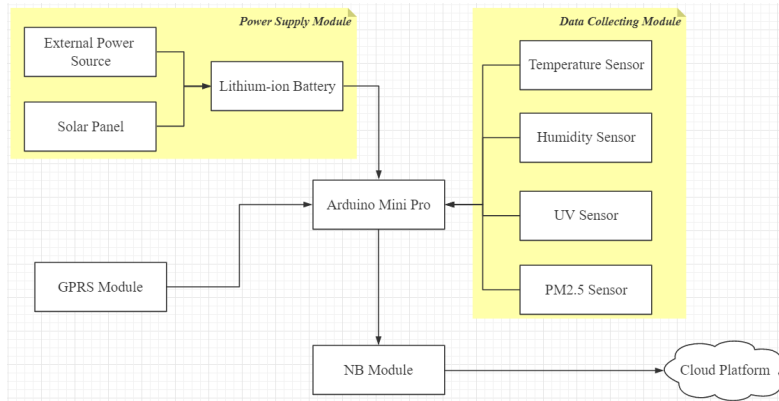 Power Supply Module
Data Collecting Module
External Power
Source
Temperature Sensor
Lithium-ion Battery
Solar Panel
Humidity Sensor
Arduino Mini Pro
UV Sensor
GPRS Module
PM2.5 Sensor
NB Module
Cloud Platform